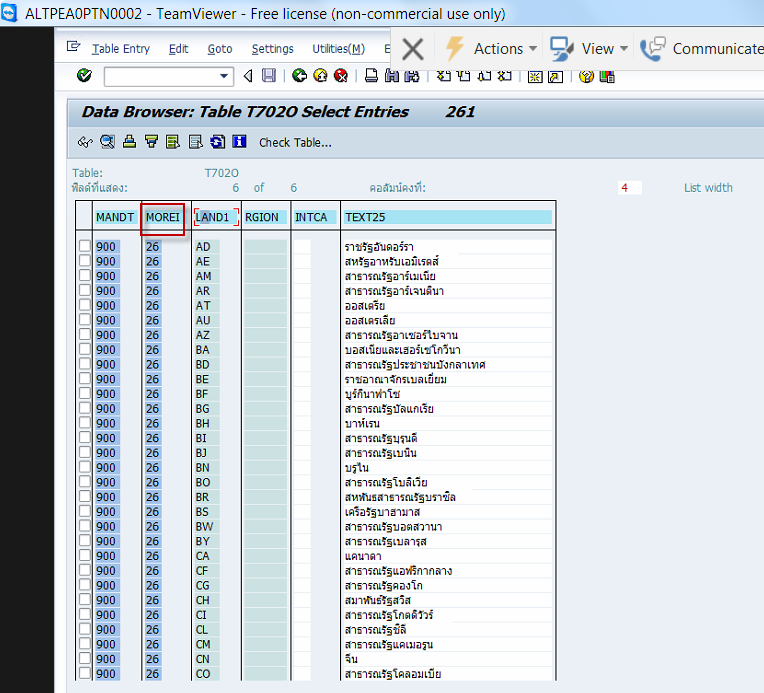 ALTPEA0PTN0002 - TeamViewer - Free license (non-commercial use only)
Table Entry Edit Goto Settings Utilities(M) E
Actions View Communicate
Data Browser: Table T702O Select Entries 261
Check Table...
Table: T702O
ฟิลด์ที่แสดง: 6 of 6 คอลัมน์คงที่: 4 List width
MANDT MOREI LAND1 RGION INTCA TEXT25
900 26 AD ราชรัฐอันดอร์รา
900 26 AE สหรัฐอาหรับเอมิเรตส์
900 26 AM สาธารณรัฐอาร์เมเนีย
900 26 AR สาธารณรัฐอาร์เจนตินา
900 26 AT ออสเตรีย
900 26 AU ออสเตรเลีย
900 26 AZ สาธารณรัฐอาเซอร์ไบจาน
900 26 BA บอสเนียและเฮอร์เซโกวีนา
900 26 BD สาธารณรัฐประชาชนบังกลาเทศ
900 26 BE ราชอาณาจักรเบลเยี่ยม
900 26 BF บูร์กีนาฟาโซ
900 26 BG สาธารณรัฐบัลแกเรีย
900 26 BH บาห์เรน
900 26 BI สาธารณรัฐบุรุนดี
900 26 BJ สาธารณรัฐเบนิน
900 26 BN บรูไน
900 26 BO สาธารณรัฐโบลิเวีย
900 26 BR สหพันธสาธารณรัฐบราซิล
900 26 BS เครือรัฐบาฮามาส
900 26 BW สาธารณรัฐบอตสวานา
900 26 BY สาธารณรัฐเบลารุส
900 26 CA แคนาดา
900 26 CF สาธารณรัฐแอฟริกากลาง
900 26 CG สาธารณรัฐคองโก
900 26 CH สมาพันธรัฐสวิส
900 26 CI สาธารณรัฐโกตดิวัวร์
900 26 CL สาธารณรัฐชิลี
900 26 CM สาธารณรัฐแคเมอรูน
900 26 CN จีน
900 26 CO สาธารณรัฐโคลอมเบีย